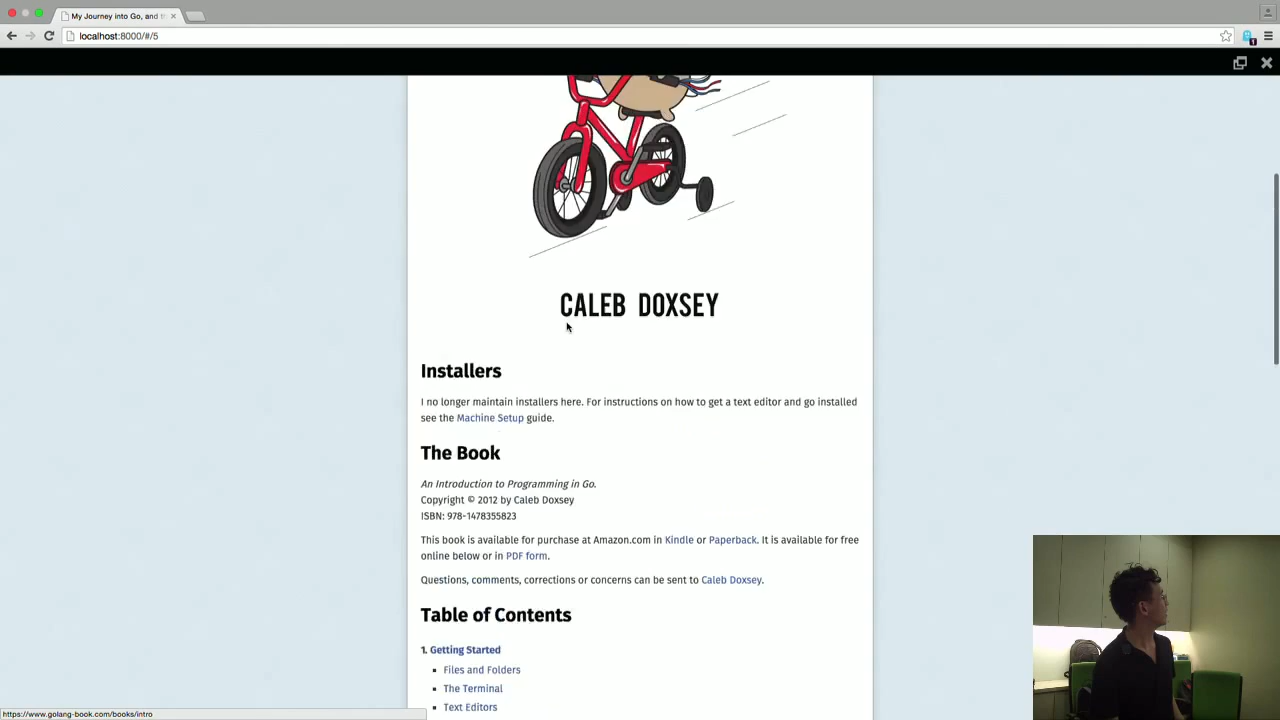 My Journey into Go, and th
localhost:8000/#/5
CALEB DOXSEY
Installers
I no longer maintain installers here. For instructions on how to get a text editor and go installed
see the Machine Setup guide.
The Book
An Introduction to Programming in Go.
Copyright © 2012 by Caleb Doxsey
ISBN: 978-1478355823
This book is available for purchase at Amazon.com in Kindle or Paperback. It is available for free
online below or in PDF form.
Questions, comments, corrections or concerns can be sent to Caleb Doxsey.
Table of Contents
1. Getting Started
▪ Files and Folders
▪ The Terminal
▪ Text Editors
https://www.golang-book.com/books/intro